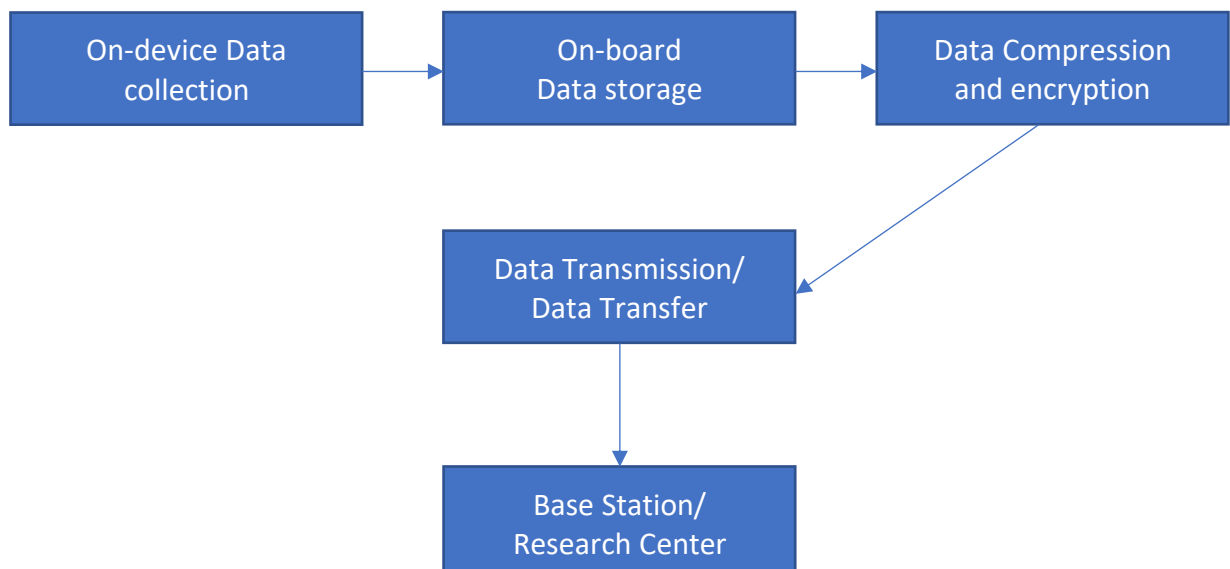 On-device Data
collection
On-board
Data storage
Data Compression
and encryption
Data Transmission/
Data Transfer
Base Station/
Research Center